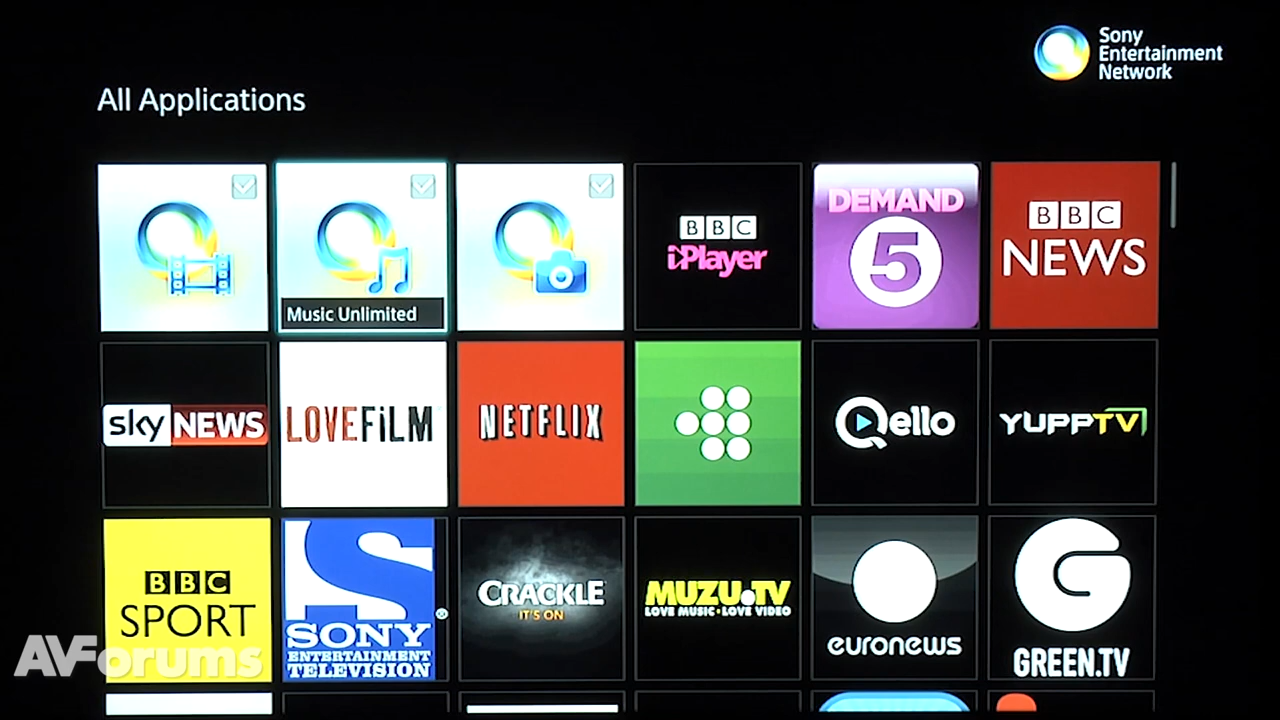 Sony
Entertainment
Network
All Applications
Music Unlimited
BBC
iPlayer
DEMAND
5
BBC
NEWS
sky NEWS
LOVEFiLM
NETFLIX
Qello
YUPPTV
BBC
SPORT
S
SONY
ENTERTAINMENT
TELEVISION
®
CRACKLE
IT'S ON
MUZU.TV
LOVE MUSIC·LOVE VIDEO
euronews
G
GREEN.TV
AVForums